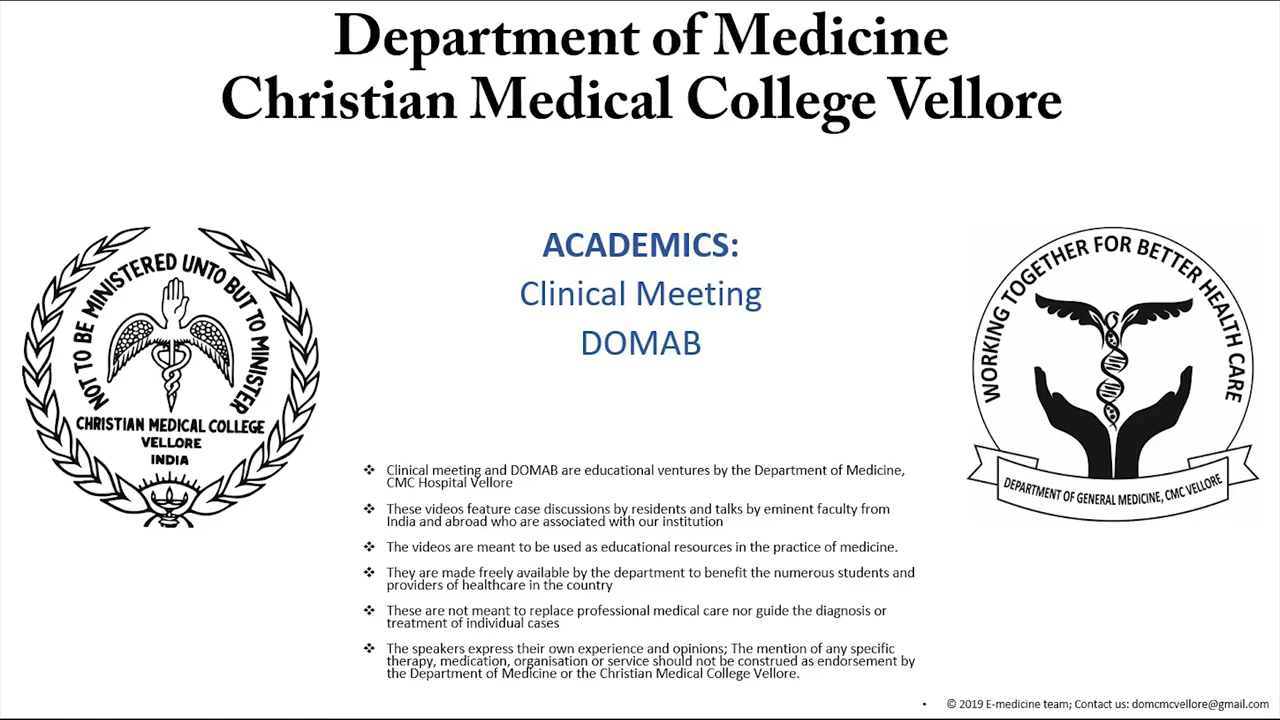 Department of Medicine
Christian Medical College Vellore
NOT TO BE MINISTERED UNTO BUT TO MINISTER
CHRISTIAN MEDICAL COLLEGE
VELLORE
INDIA
ACADEMICS:
Clinical Meeting
DOMAB
WORKING TOGETHER FOR BETTER HEALTH CARE
DEPARTMENT OF GENERAL MEDICINE, CMC VELLORE
❖ Clinical meeting and DOMAB are educational ventures by the Department of Medicine,
CMC Hospital Vellore
❖ These videos feature case discussions by residents and talks by eminent faculty from
India and abroad who are associated with our institution
❖ The videos are meant to be used as educational resources in the practice of medicine.
❖ They are made freely available by the department to benefit the numerous students and
providers of healthcare in the country
❖ These are not meant to replace professional medical care nor guide the diagnosis or
treatment of individual cases
❖ The speakers express their own experience and opinions; The mention of any specific
therapy, medication, organisation or service should not be construed as endorsement by
the Department of Medicine or the Christian Medical College Vellore.
• © 2019 E-medicine team; Contact us: domcmcvellore@gmail.com